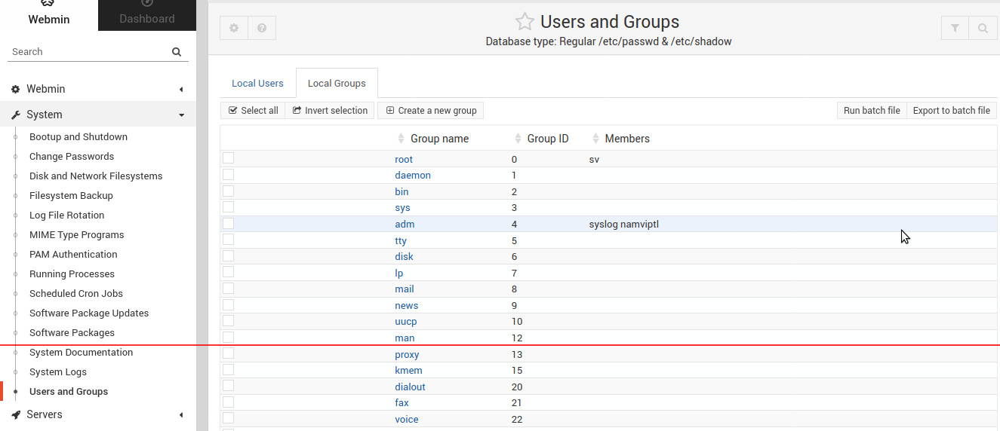 Webmin
Dashboard
Search
Webmin
System
Bootup and Shutdown
Change Passwords
Disk and Network Filesystems
Filesystem Backup
Log File Rotation
MIME Type Programs
PAM Authentication
Running Processes
Scheduled Cron Jobs
Software Package Updates
Software Packages
System Documentation
System Logs
Users and Groups
Servers
Users and Groups
Database type: Regular /etc/passwd & /etc/shadow
Local Users Local Groups
Select all Invert selection Create a new group Run batch file Export to batch file
Group name Group ID Members
root 0 sv
daemon 1
bin 2
sys 3
adm 4 syslog namviptl
tty 5
disk 6
lp 7
mail 8
news 9
uucp 10
man 12
proxy 13
kmem 15
dialout 20
fax 21
voice 22